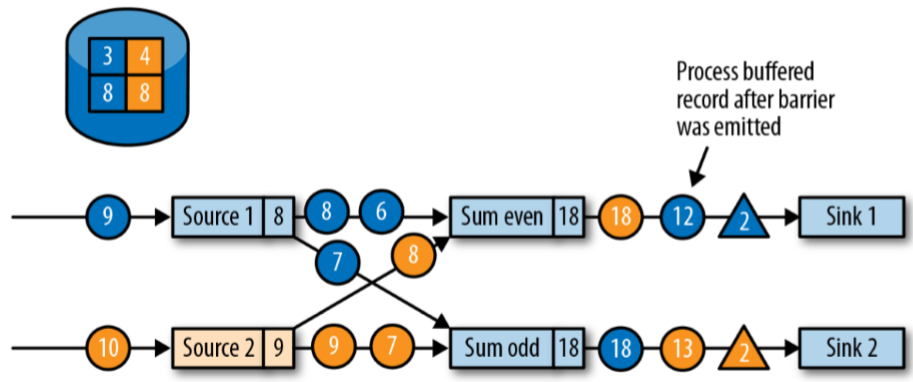 3 4
8 8
Process buffered
record after barrier
was emitted
9 Source 1 8 8 6 Sum even 18 18 12 2 Sink 1
7 8
10 Source 2 9 9 7 Sum odd 18 18 13 2 Sink 2